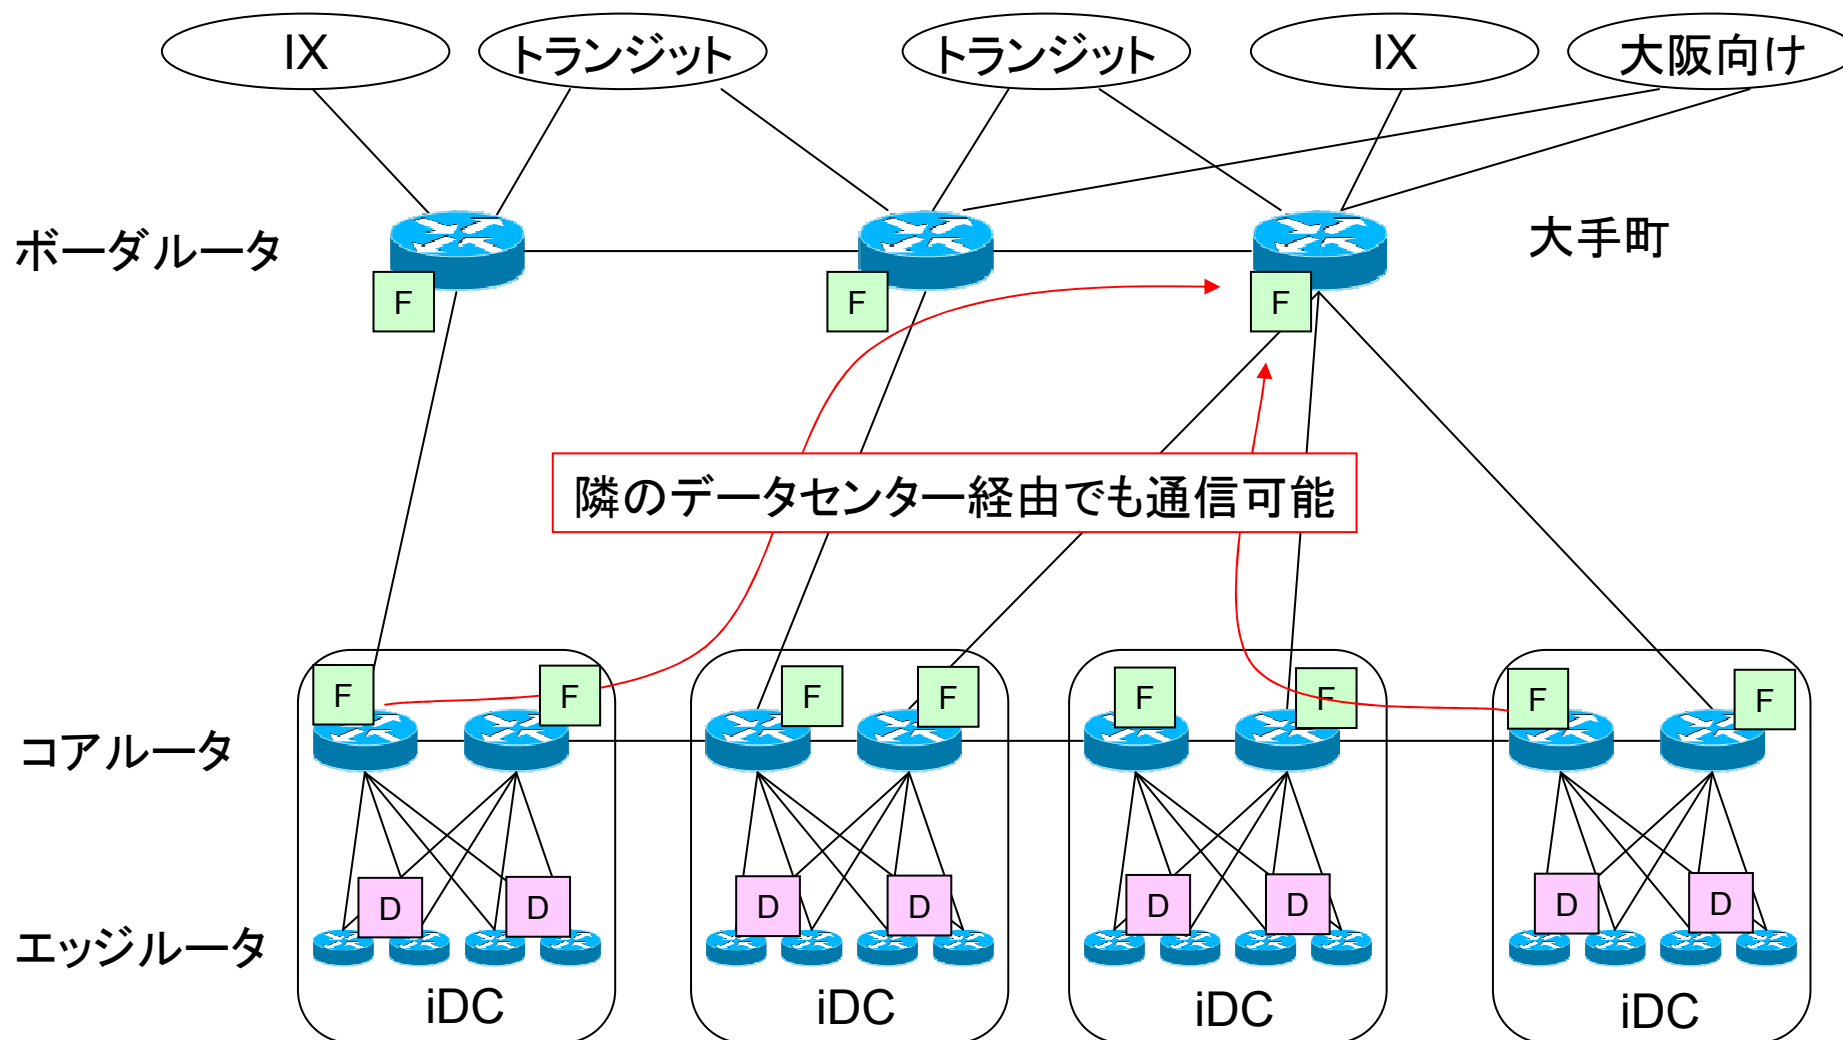 IX
トランジット
トランジット
IX
大阪向け
ボーダルータ
大手町
F
F
F
隣のデータセンター経由でも通信可能
F
F
F
F
F
F
F
F
コアルータ
D
D
D
D
D
D
D
D
エッジルータ
iDC
iDC
iDC
iDC